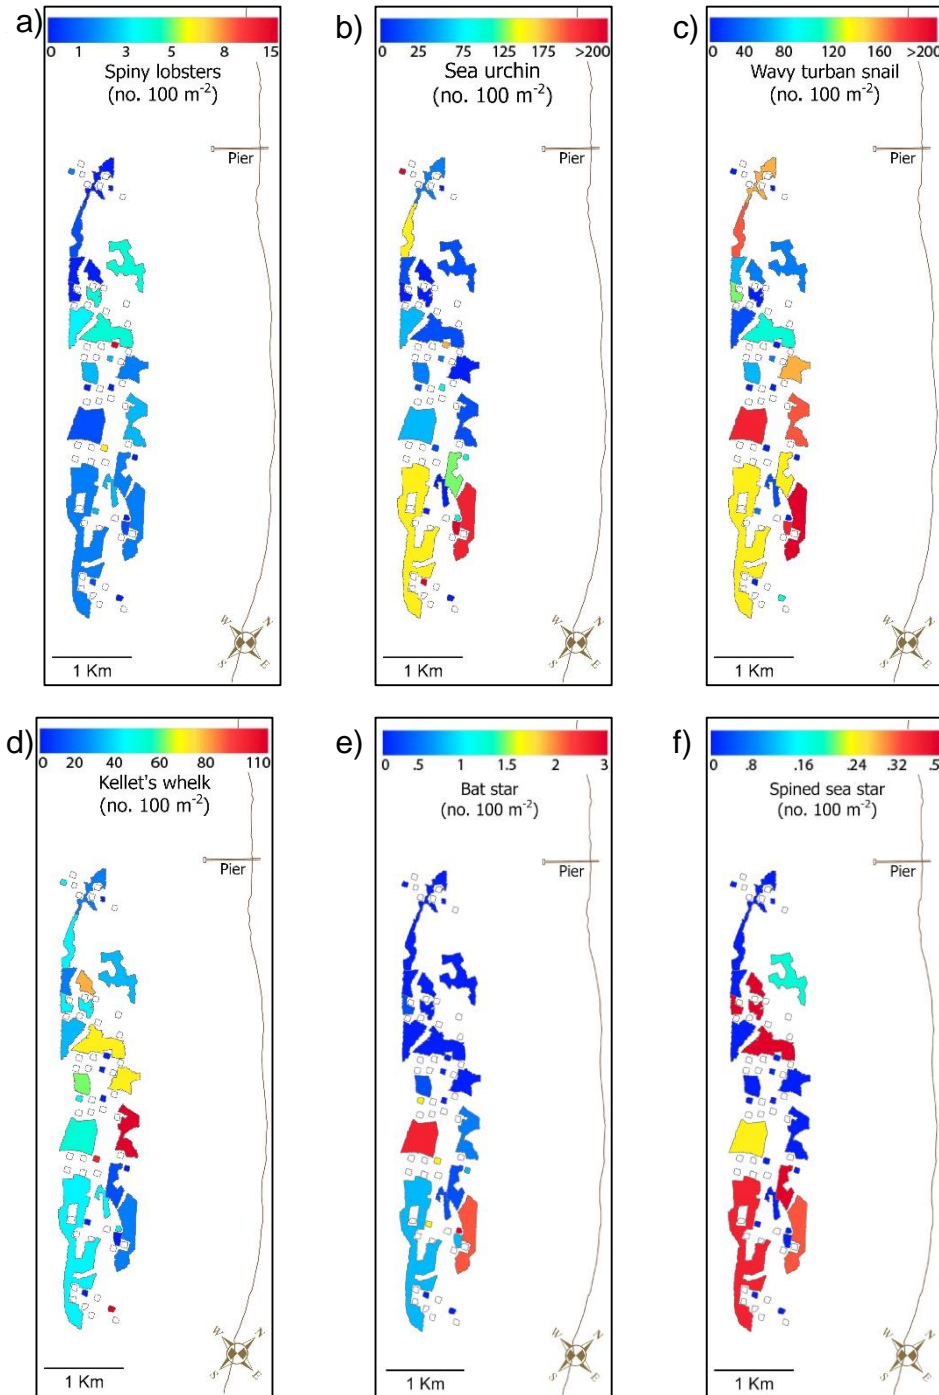 a)
0 1 3 5 8 15
Spiny lobsters
(no. 100 m-2)
Pier
W N
S E
1 Km
b)
0 25 75 125 175 >200
Sea urchin
(no. 100 m-2)
Pier
W N
S E
1 Km
c)
0 40 80 120 160 >200
Wavy turban snail
(no. 100 m-2)
Pier
W N
S E
1 Km
d)
0 20 40 60 80 110
Kellet's whelk
(no. 100 m-2)
Pier
W N
S E
1 Km
e)
0 .5 1 1.5 2 3
Bat star
(no. 100 m-2)
Pier
W N
S E
1 Km
f)
0 .8 .16 .24 .32 .5
Spined sea star
(no. 100 m-2)
Pier
W N
S E
1 Km